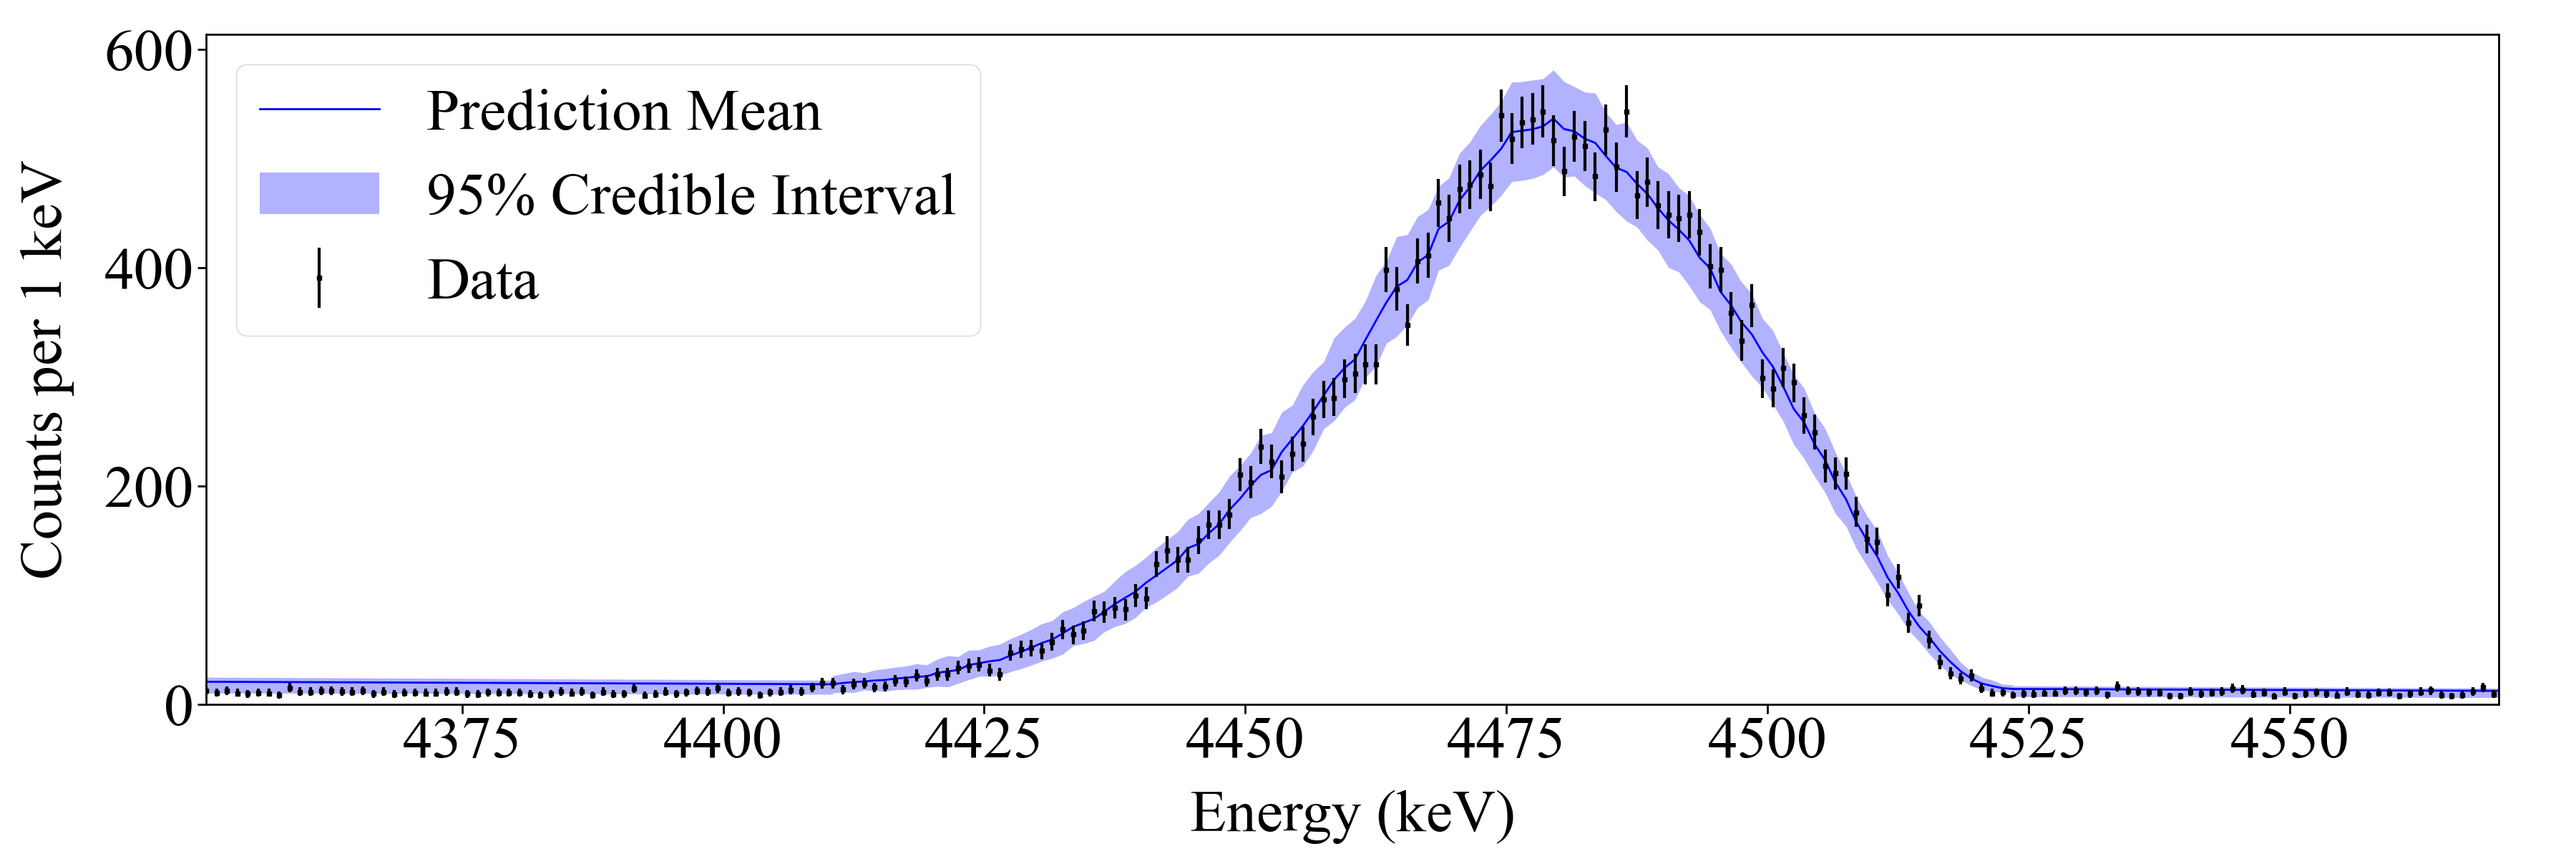 600
400
200
0
Counts per 1 keV
Prediction Mean
95% Credible Interval
Data
4375 4400 4425 4450 4475 4500 4525 4550
Energy (keV)